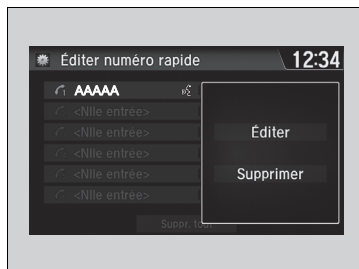 Éditer numéro rapide
12:34
AAAAA
<Nlle entrée>
<Nlle entrée>
<Nlle entrée>
<Nlle entrée>
<Nlle entrée>
Suppr. tout
Éditer
Supprimer